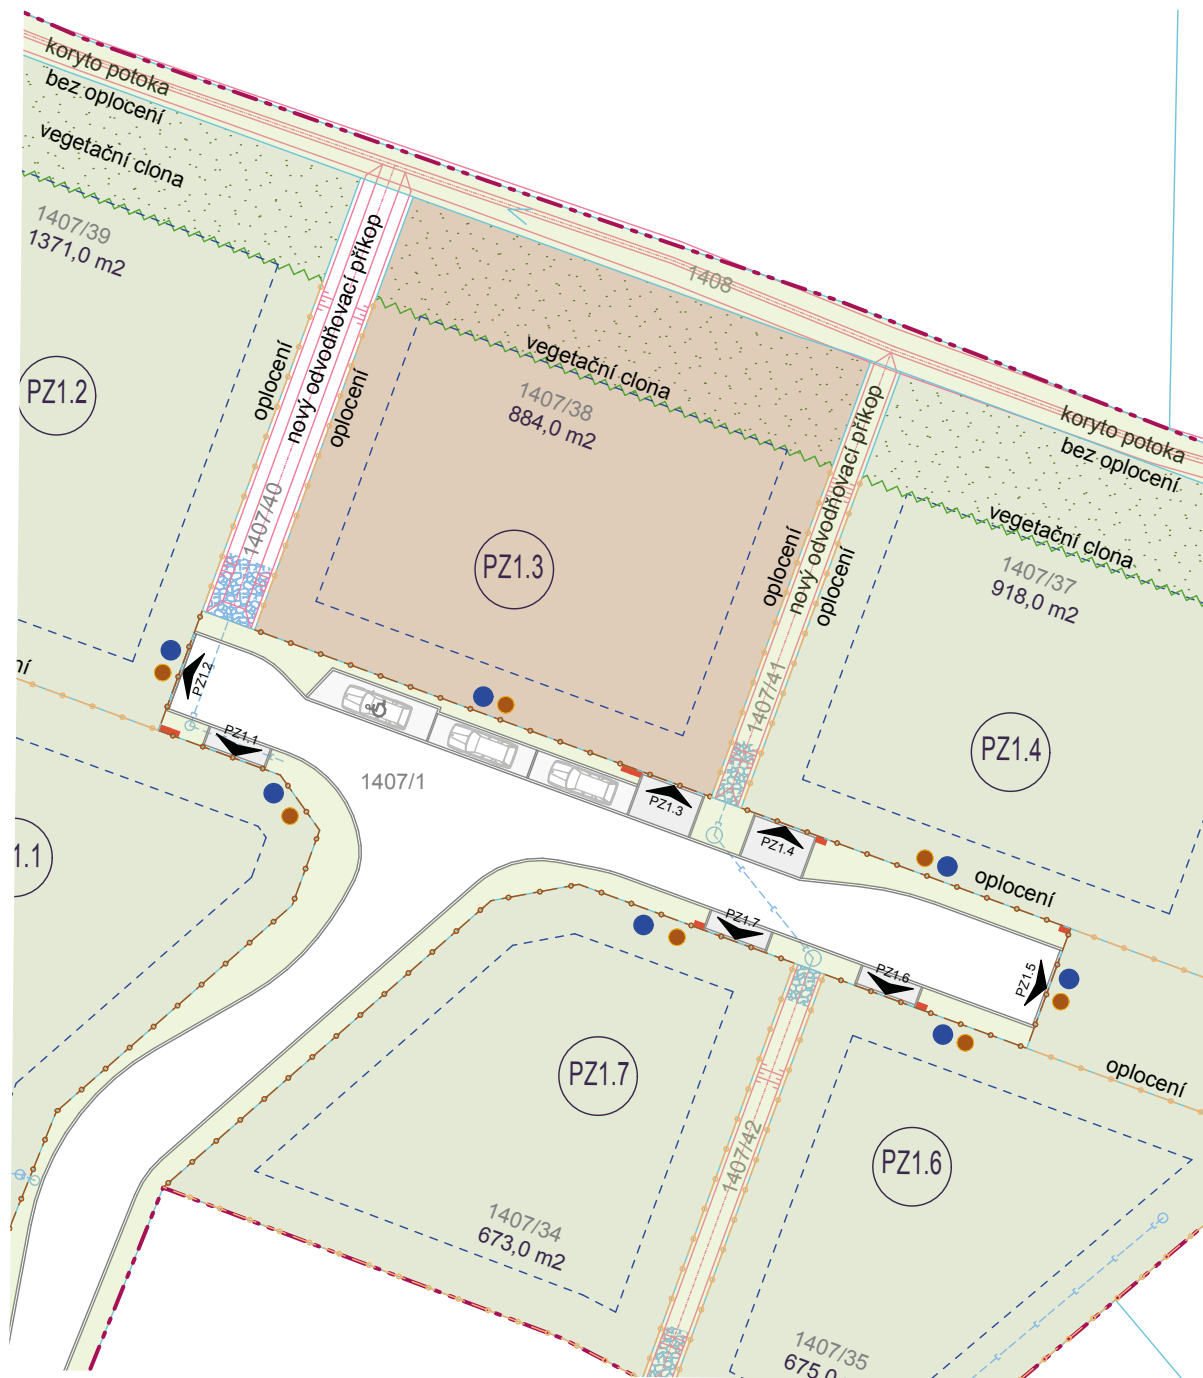 koryto potoka
bez oplocení
vegetační clona
1407/39
1371,0 m2
PZ1.2
oplocení
nový odvodňovací příkop
oplocení
1407/40
1408
vegetační clona
1407/38
884,0 m2
PZ1.3
koryto potoka
bez oplocení
vegetační clona
1407/37
918,0 m2
oplocení
nový odvodňovací příkop
oplocení
1407/41
PZ1.4
ní
PZ1.2
PZ1.1
1407/1
PZ1.3
PZ1.4
1.1
oplocení
PZ1.7
PZ1.6
PZ1.5
PZ1.7
oplocení
1407/42
PZ1.6
1407/34
673,0 m2
1407/35
675,0